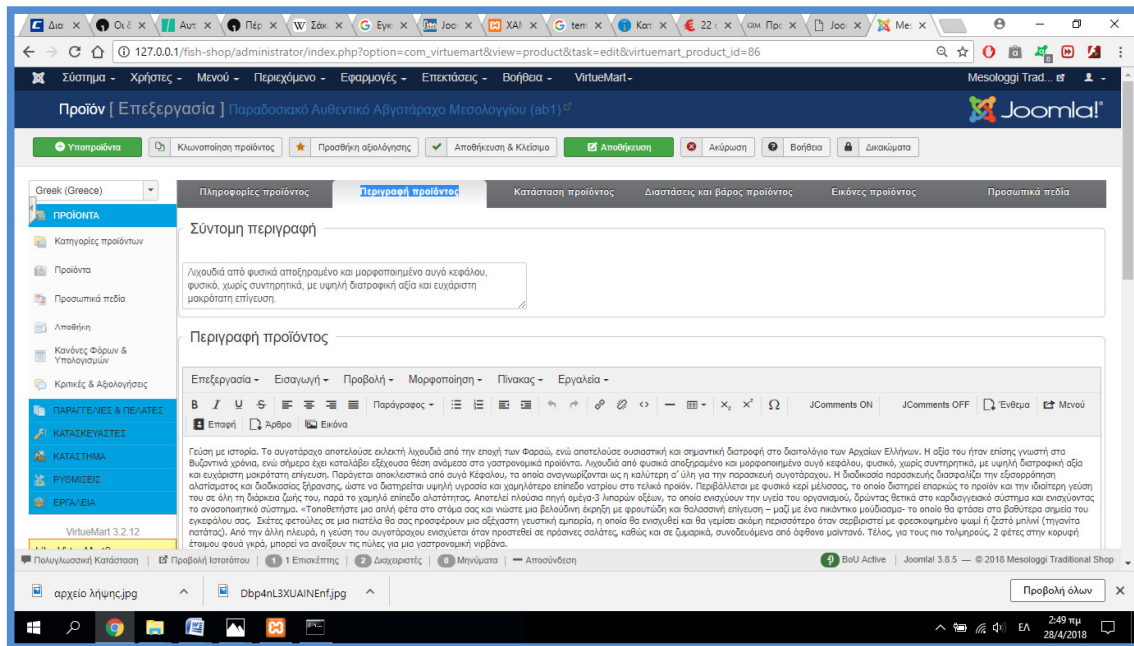 Δια
Οι δ
Αυτ
Πέρ
Σάκ
Εγκ
Joo
XAM
tem
Κατ
22 ε
Προ
Joo
Με
127.0.0.1/fish-shop/administrator/index.php?option=com_virtuemart&view=product&task=edit&virtuemart_product_id=86
Σύστημα Χρήστες Μενού Περιεχόμενο Εφαρμογές Επεκτάσεις Βοήθεια VirtueMart Mesologgi Trad...
Προϊόν [ Επεξεργασία ] Παραδοσιακό Αυθεντικό Αβγοτάραχο Μεσολογγίου (ab1) Joomla!
Υποπροϊόντα Κλωνοποίηση προϊόντος Προσθήκη αξιολόγησης Αποθήκευση & Κλείσιμο Αποθήκευση Ακύρωση Βοήθεια Δικαιώματα
Greek (Greece)
Πληροφορίες προϊόντος Περιγραφή προϊόντος Κατάσταση προϊόντος Διαστάσεις και βάρος προϊόντος Εικόνες προϊόντος Προσωπικά πεδία
ΠΡΟΪΟΝΤΑ
Κατηγορίες προϊόντων
Προϊόντα
Προσωπικά πεδία
Αποθήκη
Κανόνες Φόρων &
Υπολογισμών
Κριτικές & Αξιολογήσεις
ΠΑΡΑΓΓΕΛΙΕΣ & ΠΕΛΑΤΕΣ
ΚΑΤΑΣΚΕΥΑΣΤΕΣ
ΚΑΤΑΣΤΗΜΑ
ΡΥΘΜΙΣΕΙΣ
ΕΡΓΑΛΕΙΑ
VirtueMart 3.2.12
Σύντομη περιγραφή
Λιχουδιά από φυσικά αποξηραμένο και μορφοποιημένο αυγό κεφάλου,
φυσικό, χωρίς συντηρητικά, με υψηλή διατροφική αξία και ευχάριστη
μακρότατη επίγευση.
Περιγραφή προϊόντος
Επεξεργασία Εισαγωγή Προβολή Μορφοποίηση Πίνακας Εργαλεία
B I U S Παράγραφος Ω JComments ON JComments OFF Ένθεμα Μενού
Επαφή Άρθρο Εικόνα
Γεύση με ιστορία. Το αυγοτάραχο αποτελούσε εκλεκτή λιχουδιά από την εποχή των Φαραώ, ενώ αποτελούσε ουσιαστική και σημαντική διατροφή στο διαιτολόγιο των Αρχαίων Ελλήνων. Η αξία του ήταν επίσης γνωστή στα
Βυζαντινά χρόνια, ενώ σήμερα έχει καταλάβει εξέχουσα θέση ανάμεσα στα γαστρονομικά προϊόντα. Λιχουδιά από φυσικά αποξηραμένο και μορφοποιημένο αυγό κεφάλου, φυσικό, χωρίς συντηρητικά, με υψηλή διατροφική αξία
και ευχάριστη μακρότατη επίγευση. Παράγεται αποκλειστικά από αυγά Κέφαλου, τα οποία αναγνωρίζονται ως η καλύτερη α' ύλη για την παρασκευή αυγοτάραχου. Η διαδικασία παρασκευής διασφαλίζει την εξισορρόπηση
αλατίσματος και διαδικασίας ξήρανσης, ώστε να διατηρείται υψηλή υγρασία και χαμηλότερο επίπεδο νατρίου στο τελικό προϊόν. Περιβάλλεται με φυσικό κερί μέλισσας, το οποίο διατηρεί επαρκώς το προϊόν και την ιδιαίτερη γεύση
του σε όλη τη διάρκεια ζωής του, παρά το χαμηλό επίπεδο αλατότητας. Αποτελεί πλούσια πηγή ωμέγα-3 λιπαρών οξέων, τα οποία ενισχύουν την υγεία του οργανισμού, δρώντας θετικά στο καρδιαγγειακό σύστημα και ενισχύοντας
το ανοσοποιητικό σύστημα. «Τοποθετήστε μια απλή φέτα στο στόμα σας και νιώστε μια βελούδινη έκρηξη με φρουτώδη και θαλασσινή επίγευση – μαζί με ένα πικάντικο μούδιασμα- το οποίο θα φτάσει στα βαθύτερα σημεία του
εγκεφάλου σας. Σκέτες φετούλες σε μια πιατέλα θα σας προσφέρουν μια αξέχαστη γευστική εμπειρία, η οποία θα ενισχυθεί και θα γεμίσει ακόμη περισσότερο όταν σερβιριστεί με φρεσκοψημένο ψωμί ή ζεστό μπλινί (τηγανίτα
πατάτας). Από την άλλη πλευρά, η γεύση του αυγοτάραχου ενισχύεται όταν προστεθεί σε πράσινες σαλάτες, καθώς και σε ζυμαρικά, συνοδευόμενα από άφθονο μαϊντανό. Τέλος, για τους πιο τολμηρούς, 2 φέτες στην κορυφή
έτοιμου φουά γκρά, μπορεί να ανοίξουν τις πύλες για μια γαστρονομική νιρβάνα.
Πολυγλωσσική Κατάσταση Προβολή Ιστοτόπου 1 1 Επισκέπτης 2 Διαχειριστές 0 Μηνύματα Αποσύνδεση BoU Active Joomla! 3.8.5 — © 2018 Mesologgi Traditional Shop
αρχείο λήψης.jpg Dbp4nL3XUAINEnf.jpg Προβολή όλων
ΕΛ 2:49 πμ
28/4/2018